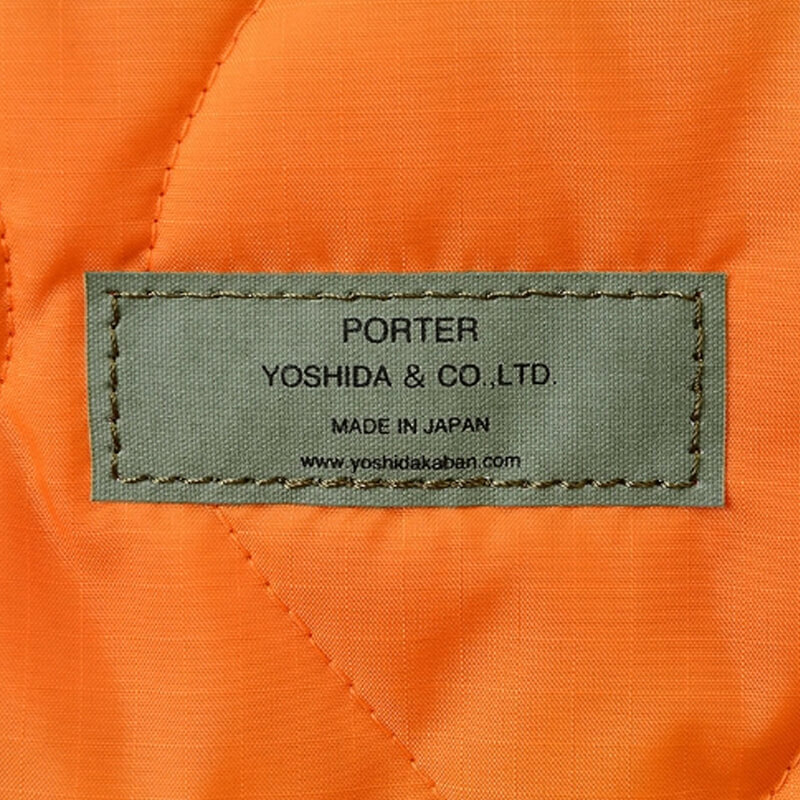 PORTER
YOSHIDA & CO.,LTD.
MADE IN JAPAN
www.yoshidakaban.com